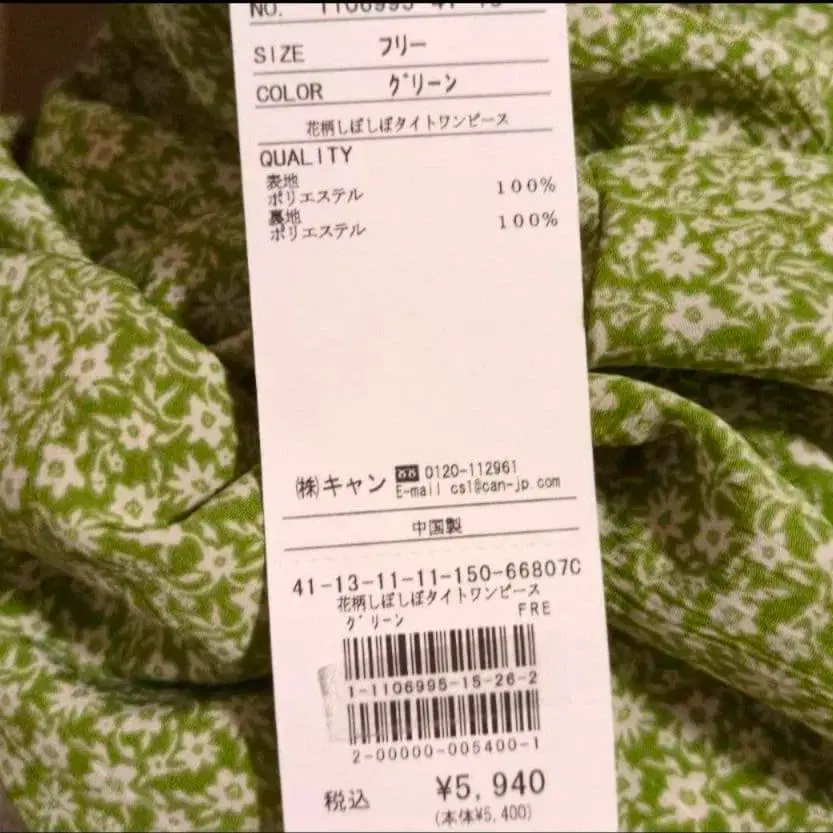 NO. 1106995-41-15
SIZE フリー
COLOR グリーン
花柄しぼしぼタイトワンピース
QUALITY
表地
ポリエステル 100%
裏地
ポリエステル 100%
㈱キャン 0120-112961
E-mail cs1@can-jp.com
中国製
41-13-11-11-150-66807C
花柄しぼしぼタイトワンピース
グリーン FRE
1-1106995-15-26-2
2-00000-005400-1
税込 ¥5,940
(本体¥5,400)